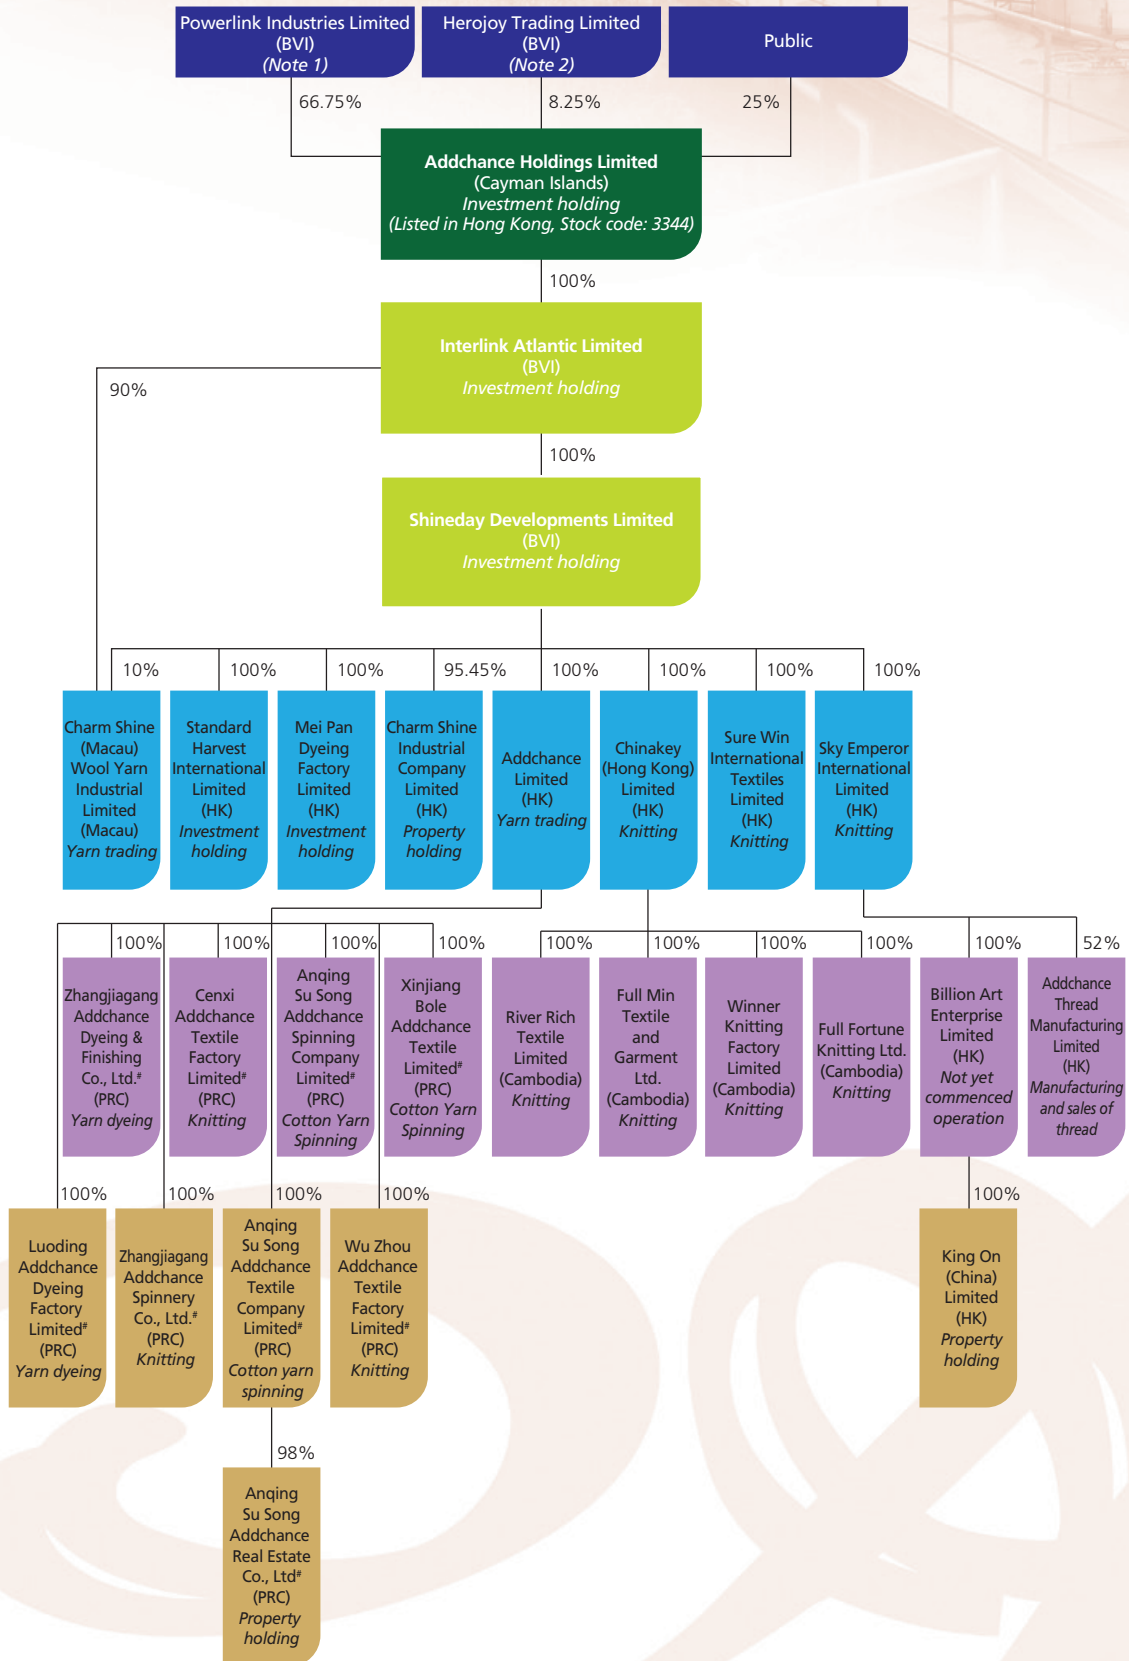 Powerlink Industries Limited
(BVI)
(Note 1)
Herojoy Trading Limited
(BVI)
(Note 2)
Public
66.75%
8.25%
25%
Addchance Holdings Limited
(Cayman Islands)
Investment holding
(Listed in Hong Kong, Stock code: 3344)
100%
Interlink Atlantic Limited
(BVI)
Investment holding
90%
100%
Shineday Developments Limited
(BVI)
Investment holding
10%
100%
100%
95.45%
100%
100%
100%
100%
Charm Shine
(Macau)
Wool Yarn
Industrial
Limited
(Macau)
Yarn trading
Standard
Harvest
International
Limited
(HK)
Investment
holding
Mei Pan
Dyeing
Factory
Limited
(HK)
Investment
holding
Charm Shine
Industrial
Company
Limited
(HK)
Property
holding
Addchance
Limited
(HK)
Yarn trading
Chinakey
(Hong Kong)
Limited
(HK)
Knitting
Sure Win
International
Textiles
Limited
(HK)
Knitting
Sky Emperor
International
Limited
(HK)
Knitting
100%
100%
100%
100%
100%
100%
100%
100%
100%
52%
Zhangjiagang
Addchance
Dyeing &
Finishing
Co., Ltd.#
(PRC)
Yarn dyeing
Cenxi
Addchance
Textile
Factory
Limited#
(PRC)
Knitting
Anqing
Su Song
Addchance
Spinning
Company
Limited#
(PRC)
Cotton Yarn
Spinning
Xinjiang
Bole
Addchance
Textile
Limited#
(PRC)
Cotton Yarn
Spinning
River Rich
Textile
Limited
(Cambodia)
Knitting
Full Min
Textile
and
Garment
Ltd.
(Cambodia)
Knitting
Winner
Knitting
Factory
Limited
(Cambodia)
Knitting
Full Fortune
Knitting Ltd.
(Cambodia)
Knitting
Billion Art
Enterprise
Limited
(HK)
Not yet
commenced
operation
Addchance
Thread
Manufacturing
Limited
(HK)
Manufacturing
and sales of
thread
100%
100%
100%
100%
100%
Luoding
Addchance
Dyeing
Factory
Limited#
(PRC)
Yarn dyeing
Zhangjiagang
Addchance
Spinnery
Co., Ltd.#
(PRC)
Knitting
Anqing
Su Song
Addchance
Textile
Company
Limited#
(PRC)
Cotton yarn
spinning
Wu Zhou
Addchance
Textile
Factory
Limited#
(PRC)
Knitting
King On
(China)
Limited
(HK)
Property
holding
98%
Anqing
Su Song
Addchance
Real Estate
Co., Ltd#
(PRC)
Property
holding